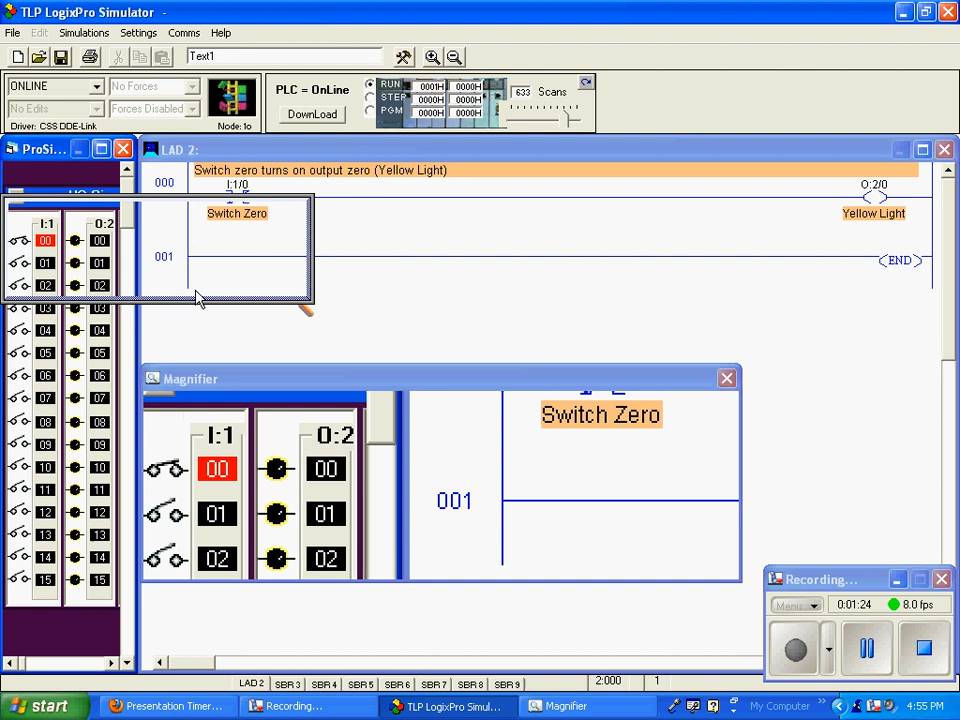 TLP LogixPro Simulator -
File Edit Simulations Settings Comms Help
Text1
ONLINE No Forces
No Edits Forces Disabled
Driver: CSS DDE-Link Node: 1o
PLC = OnLine
DownLoad
RUN 0001H 0000H
STEP 0000H 0000H
PGM 0000H 0000H
633 Scans
ProSi...
LAD 2:
000
Switch zero turns on output zero (Yellow Light)
I:1/0
Switch Zero
O:2/0
Yellow Light
001
END
I:1 O:2
00 00
01 01
02 02
03 03
04 04
05 05
06 06
07 07
08 08
09 09
10 10
11 11
12 12
13 13
14 14
15 15
Magnifier
I:1 O:2
00 00
01 01
02 02
Switch Zero
001
Recording...
Menu 0:01:24 8.0 fps
LAD 2 SBR 3 SBR 4 SBR 5 SBR 6 SBR 7 SBR 8 SBR 9 2:000 1
start Presentation Timer... Recording... TLP LogixPro Simul... Magnifier My Computer » 4:55 PM